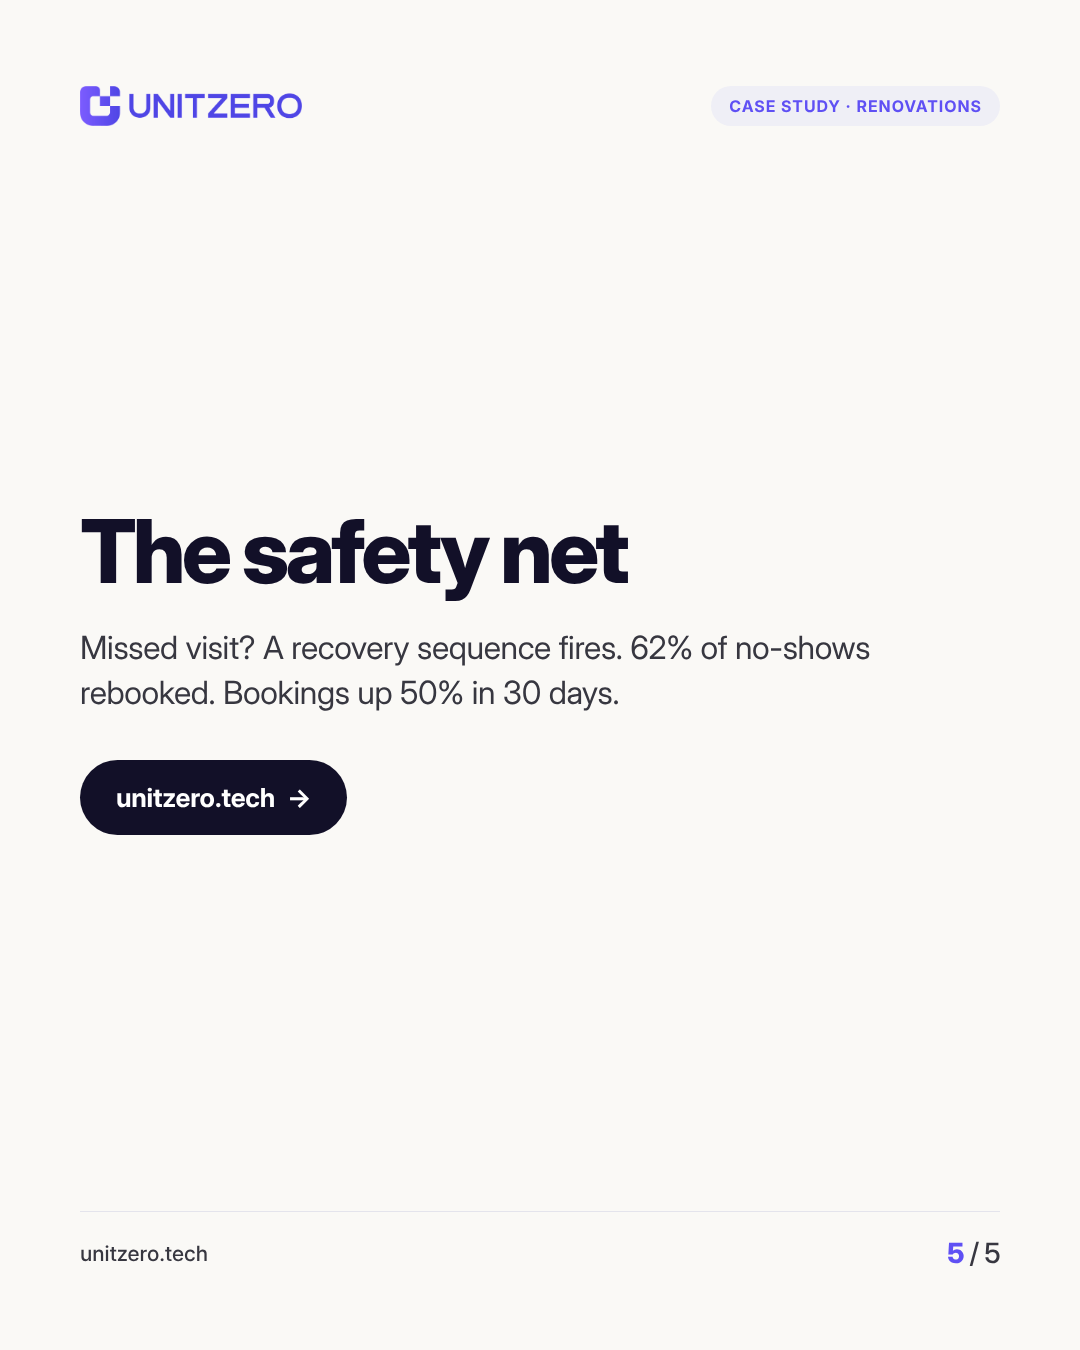 UNITZERO
CASE STUDY · RENOVATIONS
The safety net
Missed visit? A recovery sequence fires. 62% of no-shows
rebooked. Bookings up 50% in 30 days.
unitzero.tech →
unitzero.tech
5 / 5